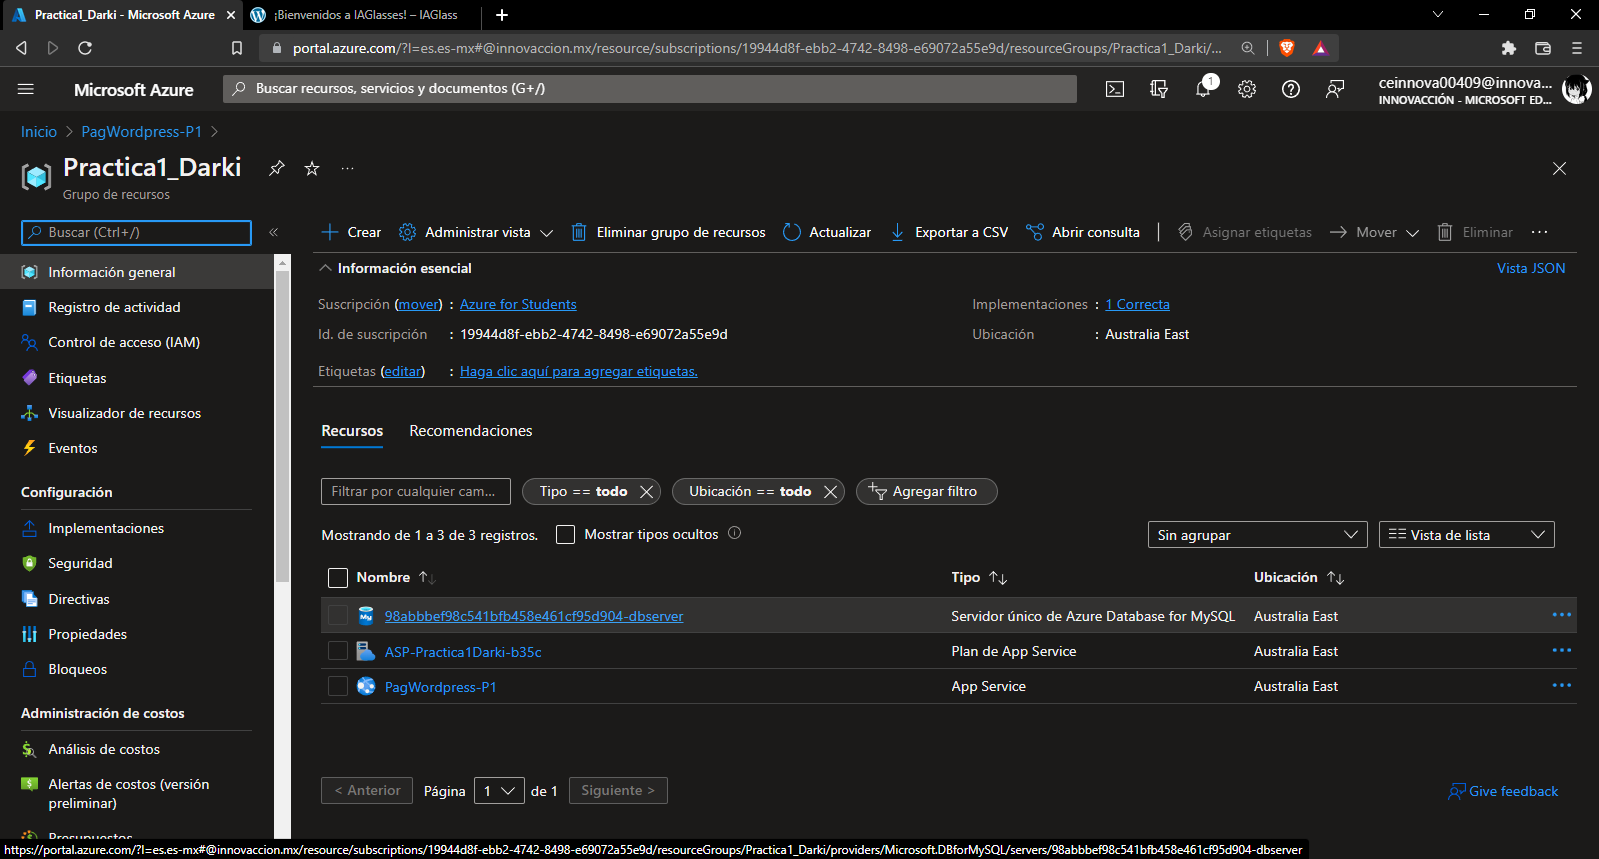 Practica1_Darki - Microsoft Azure
¡Bienvenidos a IAGlasses! – IAGlass
portal.azure.com/?l=es.es-mx#@innovaccion.mx/resource/subscriptions/19944d8f-ebb2-4742-8498-e69072a55e9d/resourceGroups/Practica1_Darki/...
Microsoft Azure
Buscar recursos, servicios y documentos (G+/)
1
ceinnova00409@innova...
INNOVACCIÓN - MICROSOFT ED...
Inicio > PagWordpress-P1 >
Practica1_Darki
Grupo de recursos
Buscar (Ctrl+/)
«
Crear
Administrar vista
Eliminar grupo de recursos
Actualizar
Exportar a CSV
Abrir consulta
Asignar etiquetas
Mover
Eliminar
Información general
Registro de actividad
Control de acceso (IAM)
Etiquetas
Visualizador de recursos
Eventos
Configuración
Implementaciones
Seguridad
Directivas
Propiedades
Bloqueos
Administración de costos
Análisis de costos
Alertas de costos (versión
preliminar)
Presupuestos
Información esencial
Vista JSON
Suscripción (mover) : Azure for Students
Implementaciones : 1 Correcta
Id. de suscripción : 19944d8f-ebb2-4742-8498-e69072a55e9d
Ubicación : Australia East
Etiquetas (editar) : Haga clic aquí para agregar etiquetas.
Recursos
Recomendaciones
Filtrar por cualquier cam...
Tipo == todo
Ubicación == todo
Agregar filtro
Mostrando de 1 a 3 de 3 registros.
Mostrar tipos ocultos
Sin agrupar
Vista de lista
Nombre
Tipo
Ubicación
98abbbef98c541bfb458e461cf95d904-dbserver
Servidor único de Azure Database for MySQL
Australia East
ASP-Practica1Darki-b35c
Plan de App Service
Australia East
PagWordpress-P1
App Service
Australia East
< Anterior
Página 1 de 1
Siguiente >
Give feedback
https://portal.azure.com/?l=es.es-mx#@innovaccion.mx/resource/subscriptions/19944d8f-ebb2-4742-8498-e69072a55e9d/resourceGroups/Practica1_Darki/providers/Microsoft.DBforMySQL/servers/98abbbef98c541bfb458e461cf95d904-dbserver